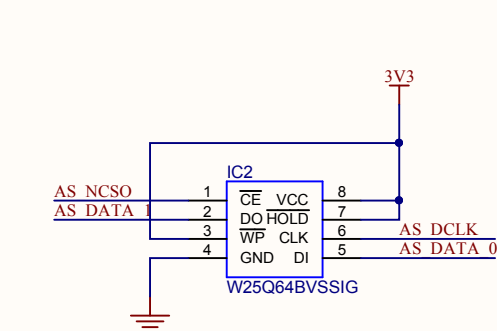 3V3
IC2
AS_NCSO 1 CE VCC 8
AS_DATA_1 2 DO HOLD 7
3 WP CLK 6 AS_DCLK
4 GND DI 5 AS_DATA_0
W25Q64BVSSIG